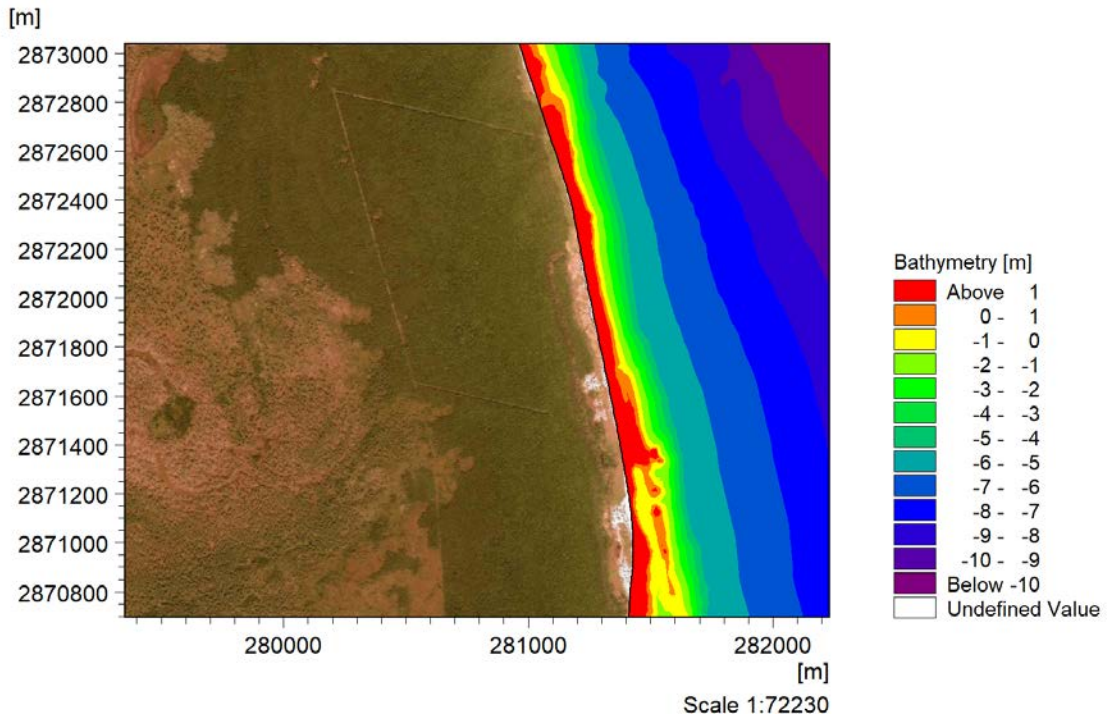 [m]
2873000
2872800
2872600
2872400
2872200
2872000
2871800
2871600
2871400
2871200
2871000
2870800
280000 281000 282000
[m]
Scale 1:72230
Bathymetry [m]
Above 1
0 - 1
-1 - 0
-2 - -1
-3 - -2
-4 - -3
-5 - -4
-6 - -5
-7 - -6
-8 - -7
-9 - -8
-10 - -9
Below -10
Undefined Value